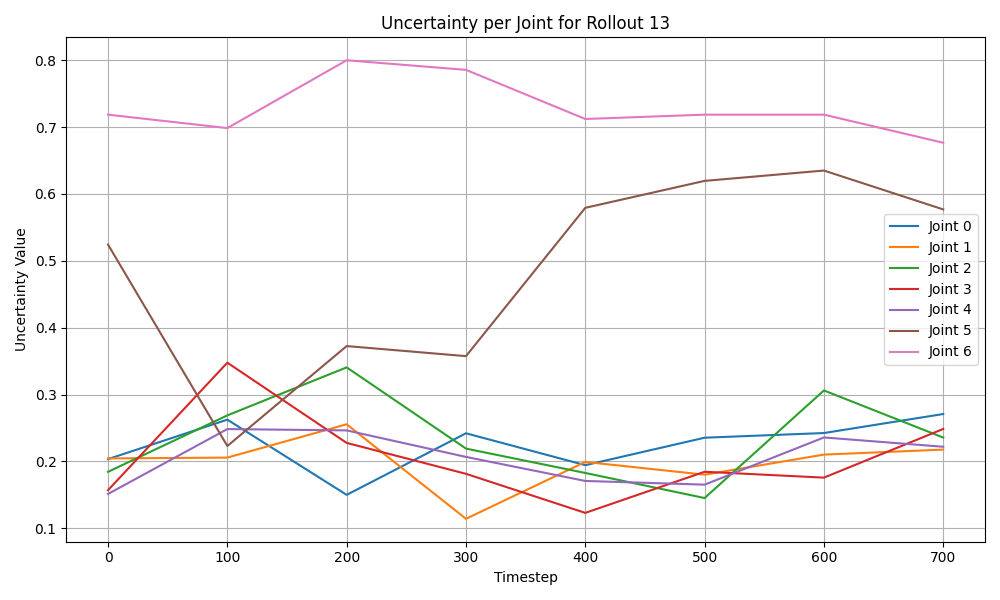 Uncertainty per Joint for Rollout 13
Uncertainty Value
0.8
0.7
0.6
0.5
0.4
0.3
0.2
0.1
Joint 0
Joint 1
Joint 2
Joint 3
Joint 4
Joint 5
Joint 6
0 100 200 300 400 500 600 700
Timestep